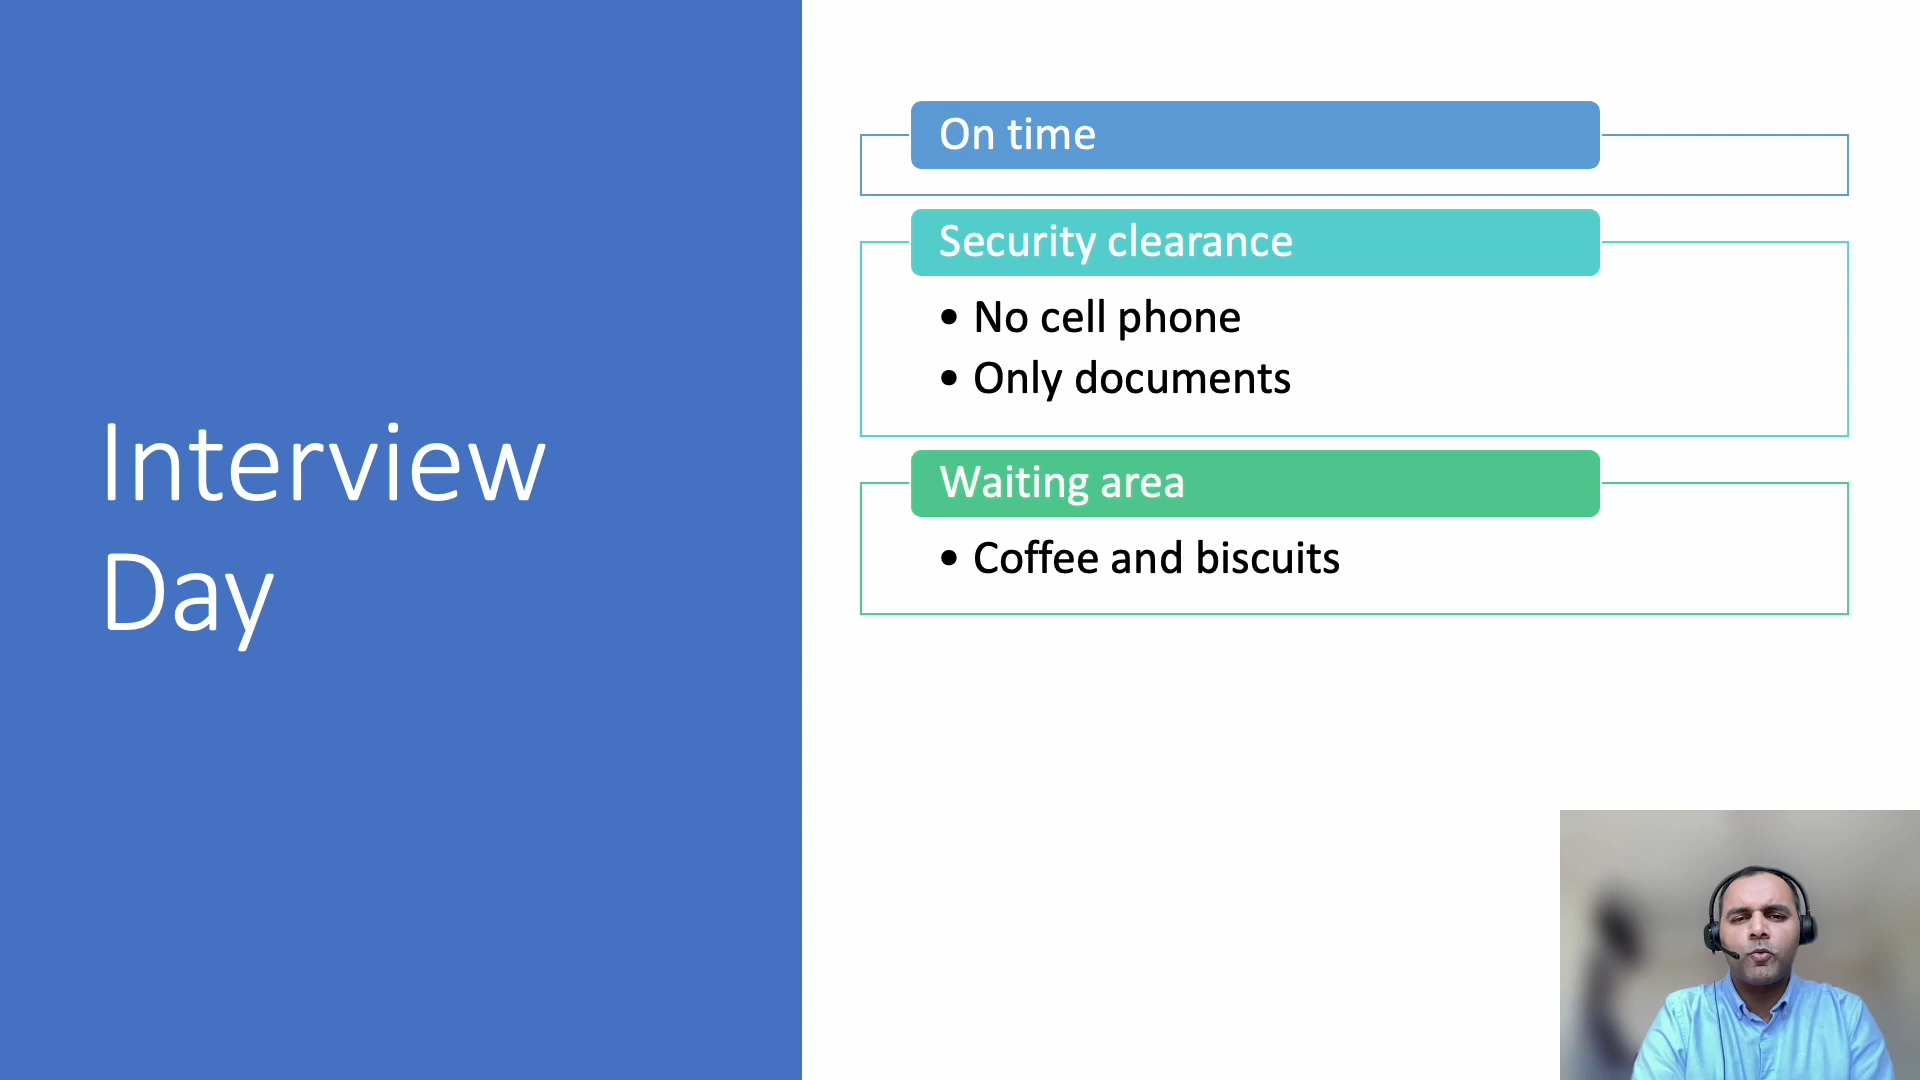 Interview
Day
On time
Security clearance
• No cell phone
• Only documents
Waiting area
• Coffee and biscuits